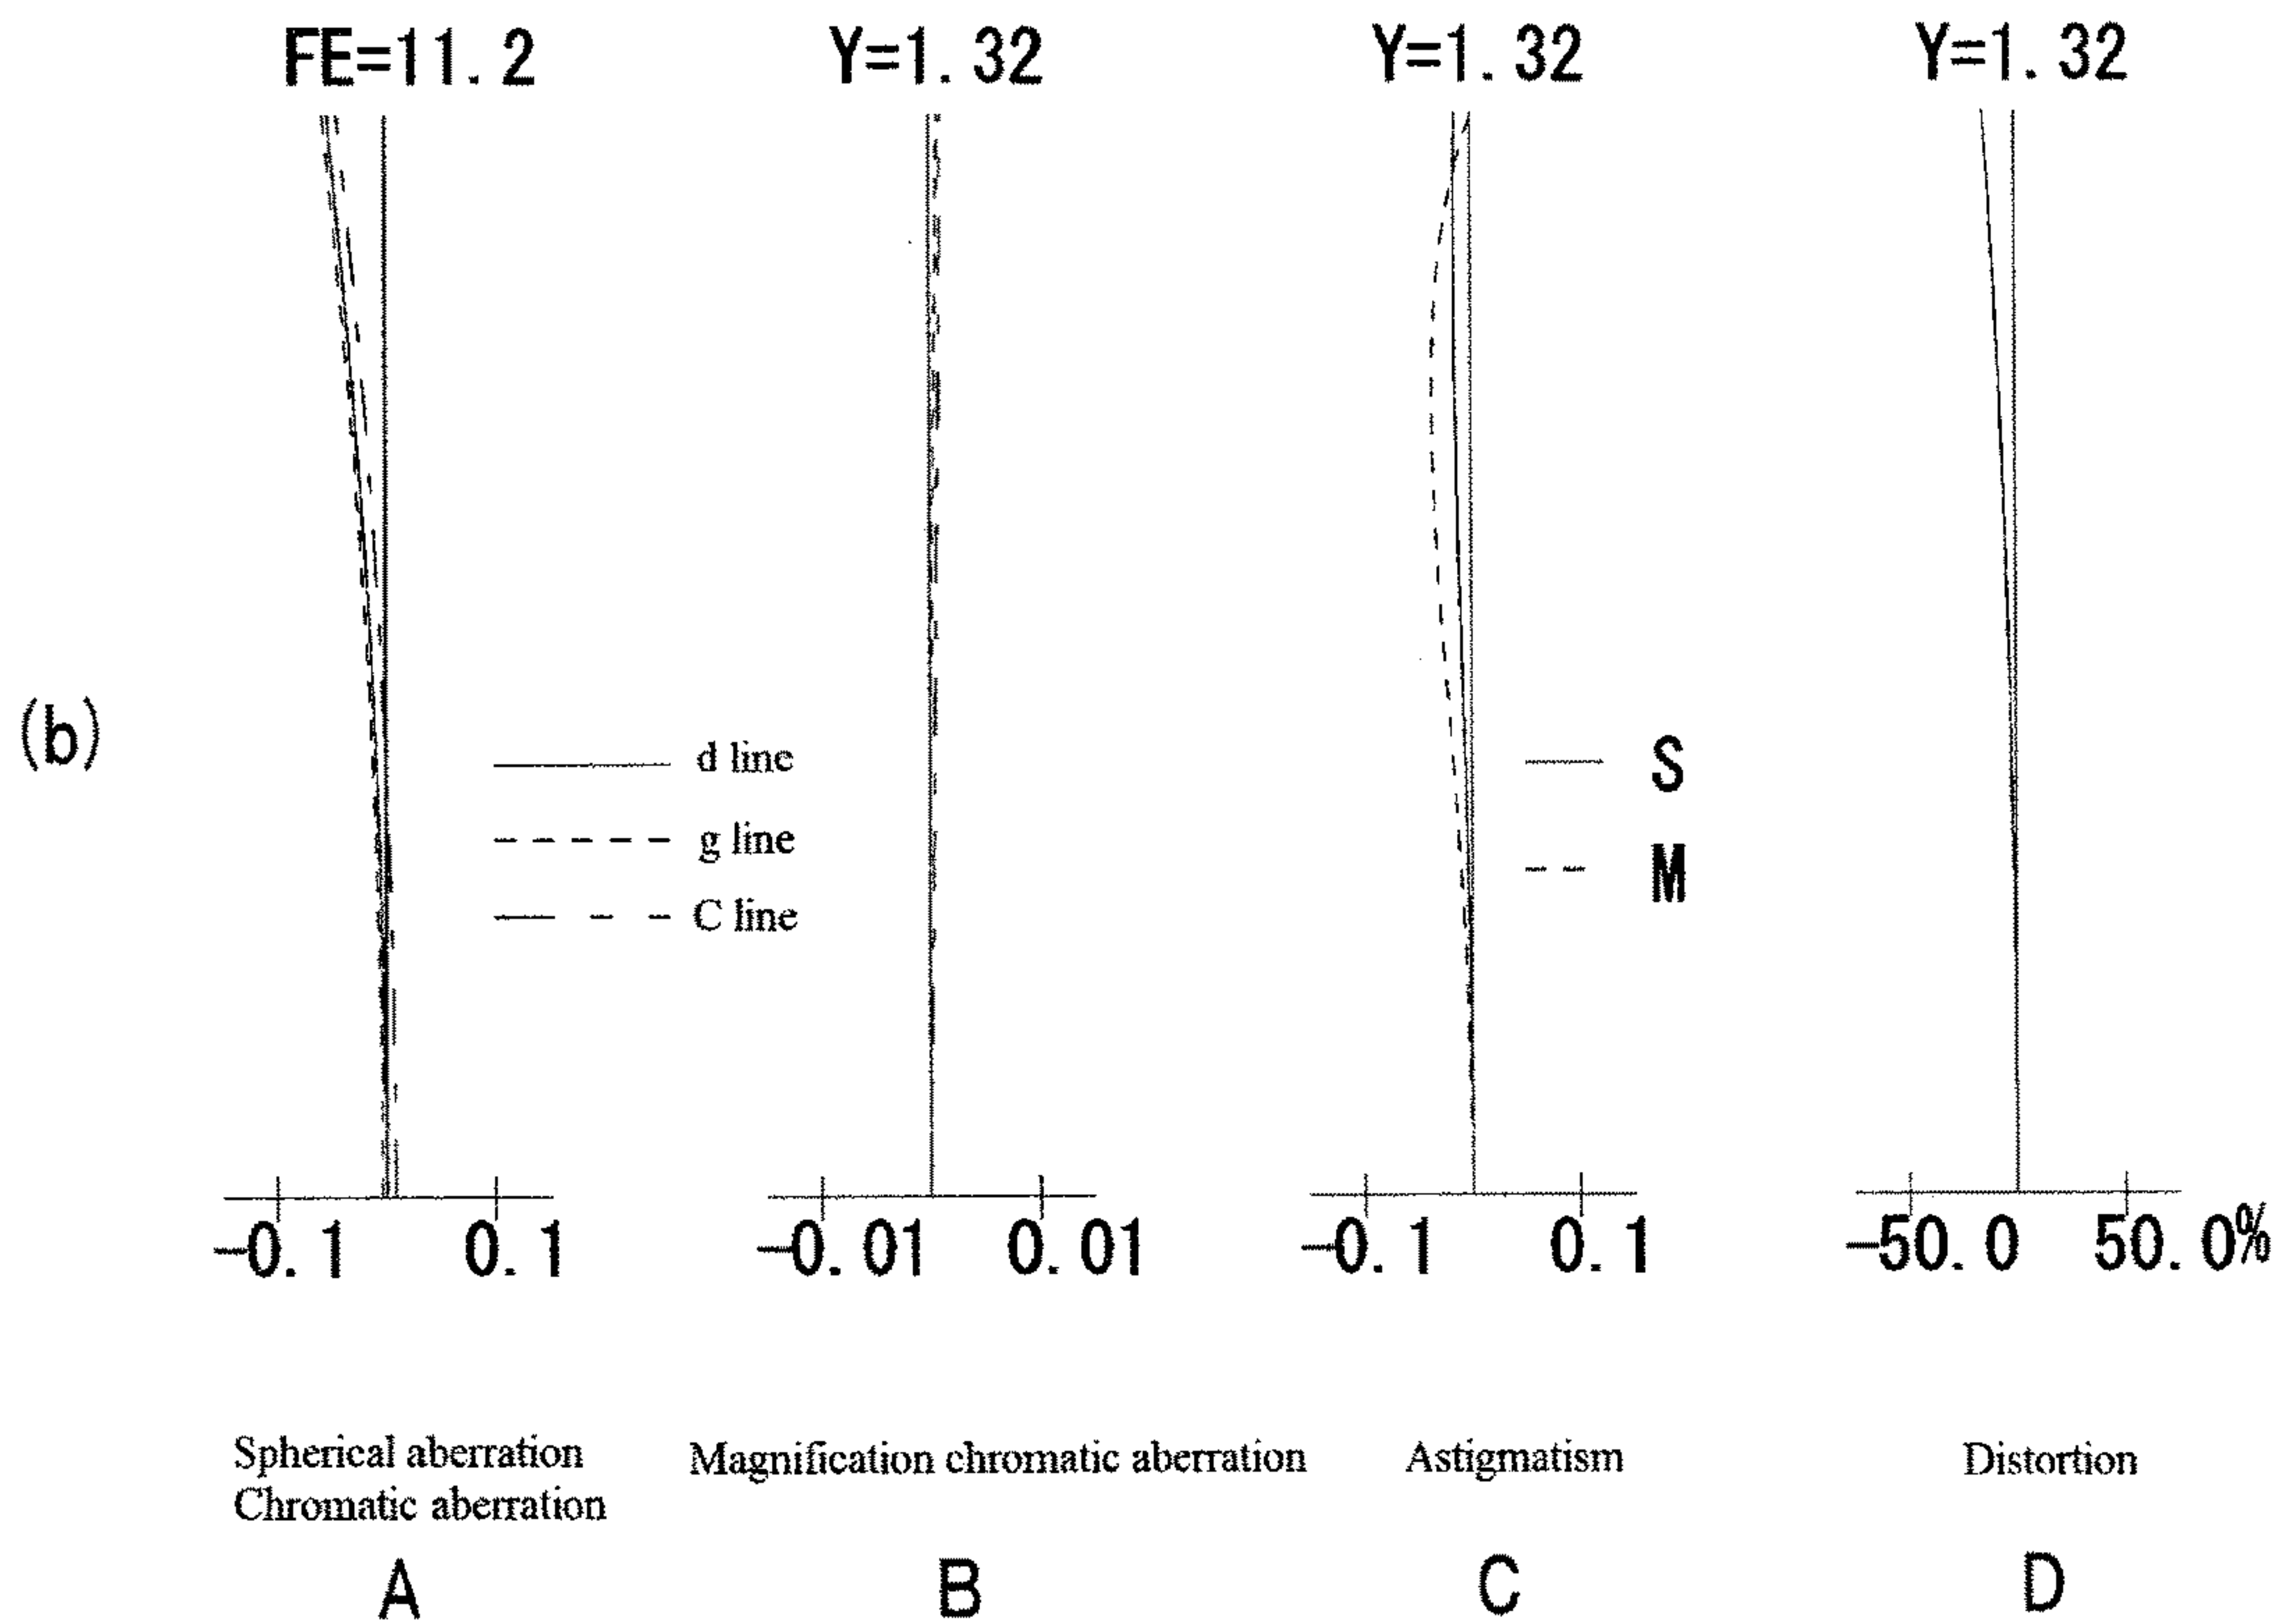 FE=11.2
Y=1.32
Y=1.32
Y=1.32
(b)
d line
g line
C line
S
M
-0.1
0.1
-0.01
0.01
-0.1
0.1
-50.0
50.0%
Spherical aberration
Chromatic aberration
Magnification chromatic aberration
Astigmatism
Distortion
A
B
C
D